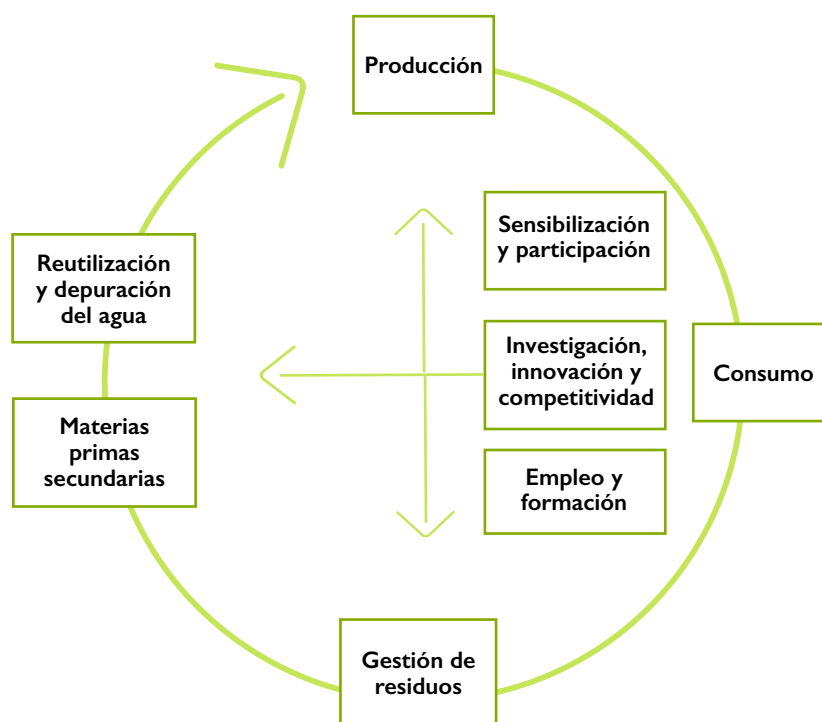 Producción
Sensibilización
y participación
Reutilización
y depuración
del agua
Investigación,
innovación y
competitividad
Consumo
Materias
primas
secundarias
Empleo y
formación
Gestión de
residuos